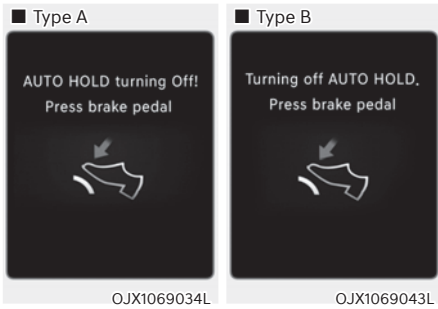 ■ Type A
AUTO HOLD turning Off!
Press brake pedal
OJX1069034L
■ Type B
Turning off AUTO HOLD.
Press brake pedal
OJX1069043L